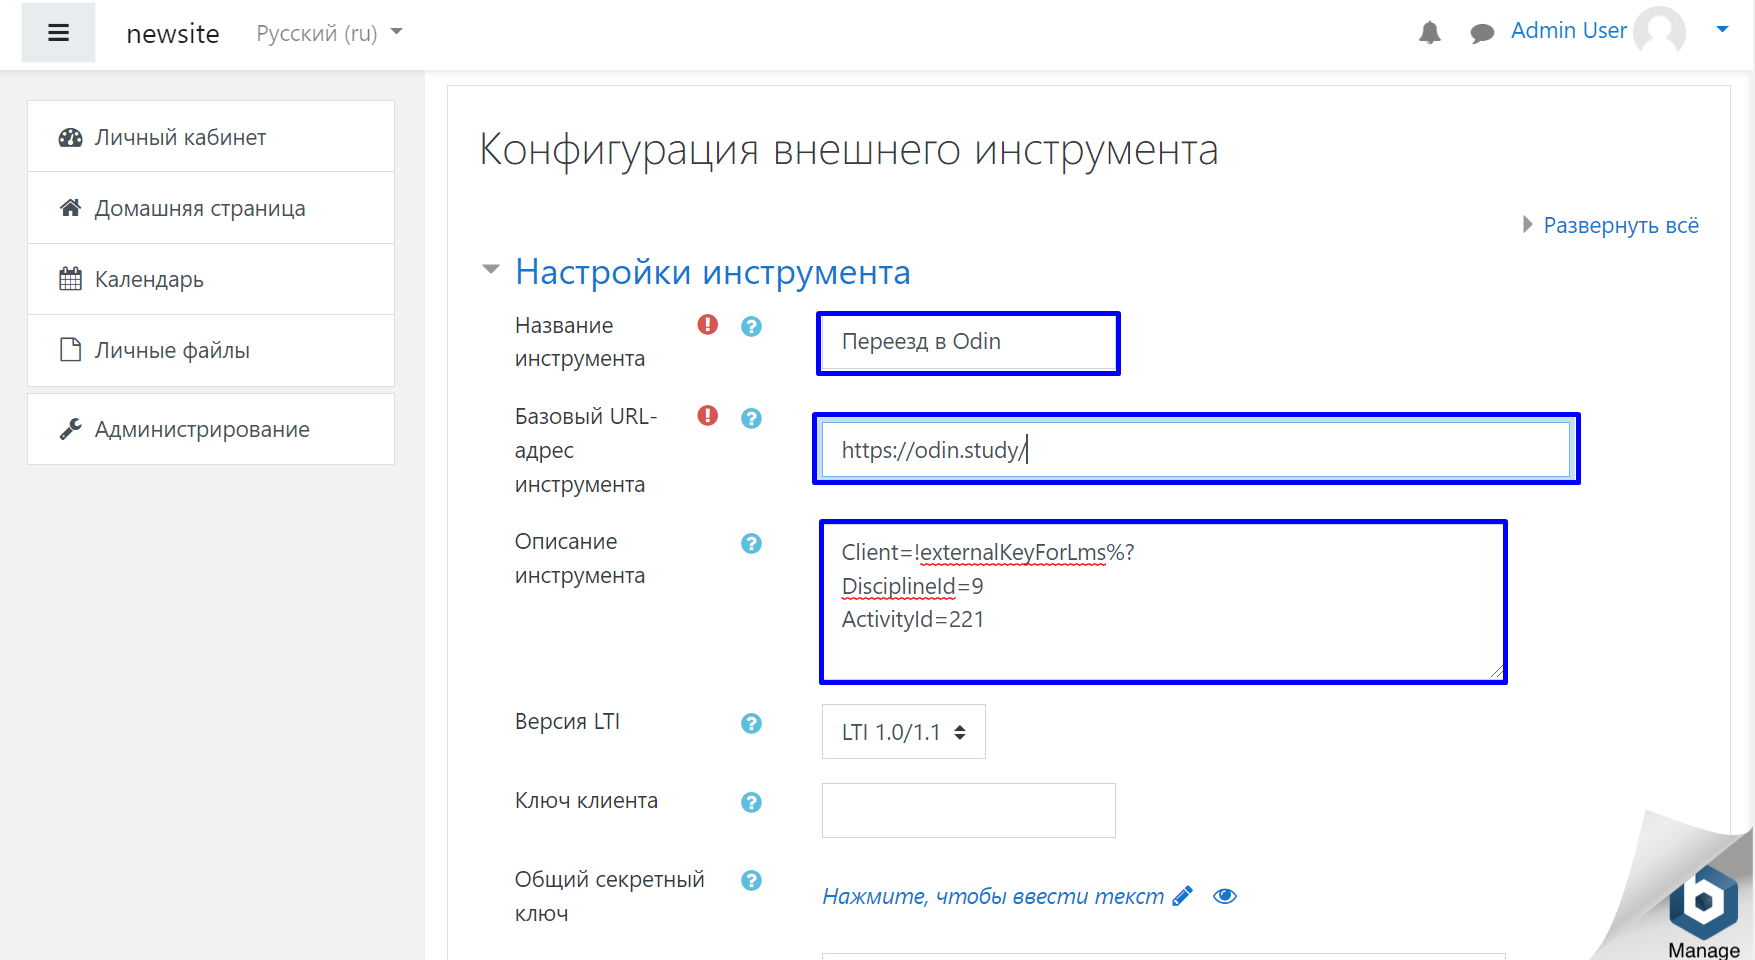 newsite
Русский (ru)
Admin User
Личный кабинет
Домашняя страница
Календарь
Личные файлы
Администрирование
Конфигурация внешнего инструмента
Развернуть всё
Настройки инструмента
Название
инструмента
Переезд в Odin
Базовый URL-
адрес
инструмента
https://odin.study/
Описание
инструмента
Client=!externalKeyForLms%?
DisciplineId=9
ActivityId=221
Версия LTI
LTI 1.0/1.1
Ключ клиента
Общий секретный
ключ
Нажмите, чтобы ввести текст
Manage